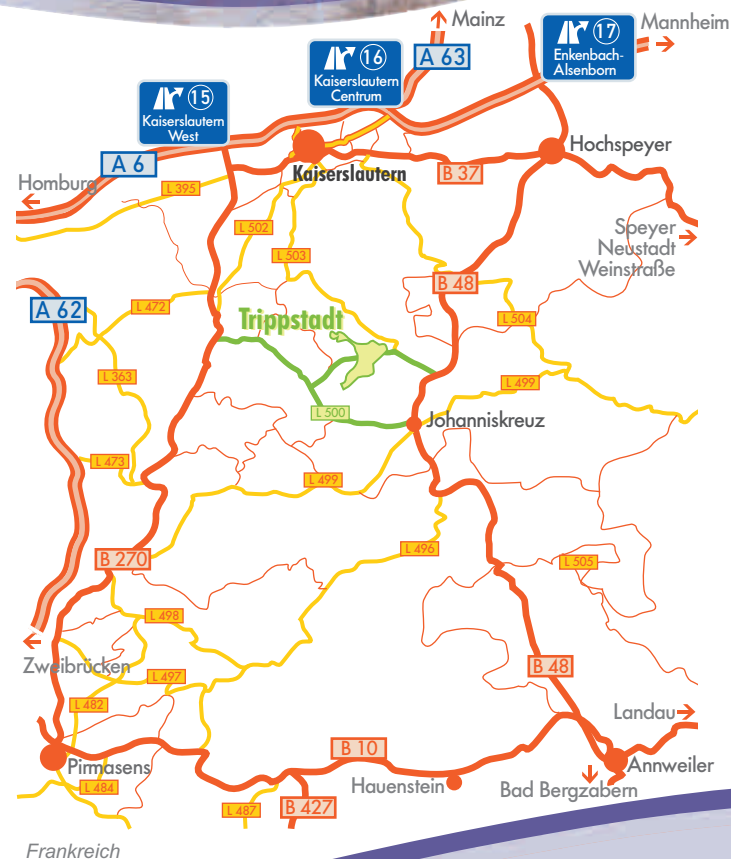 Mainz
Mannheim
17
Enkenbach-
Alsenborn
16
Kaiserslautern
Centrum
A 63
15
Kaiserslautern
West
Hochspeyer
A 6
Kaiserslautern
B 37
Homburg
L 395
L 502
Speyer
Neustadt
Weinstraße
L 503
B 48
A 62
L 472
Trippstadt
L 504
L 363
L 499
L 500
Johanniskreuz
L 473
L 499
L 496
B 270
L 505
L 498
Zweibrücken
L 497
B 48
L 482
Landau
B 10
Pirmasens
Annweiler
L 484
Hauenstein
Bad Bergzabern
L 487
B 427
Frankreich